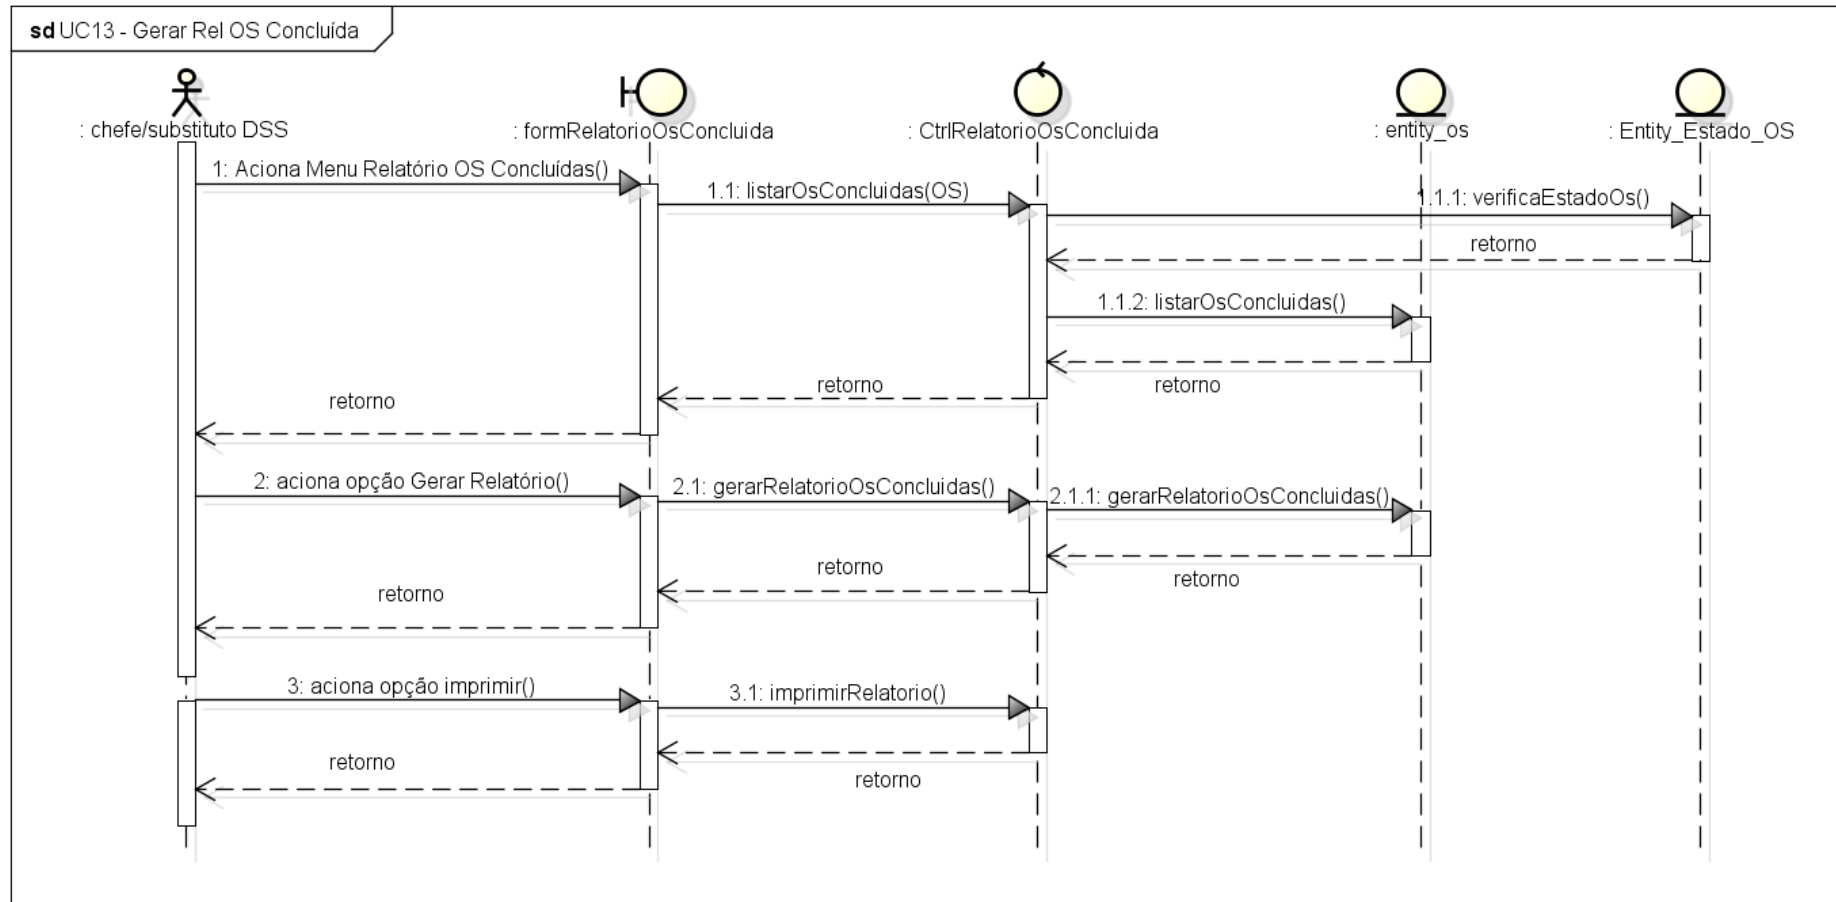 sd UC13 - Gerar Rel OS Concluída
: chefe/substituto DSS
: formRelatorioOsConcluida
: CtrlRelatorioOsConcluida
: entity_os
: Entity_Estado_OS
1: Aciona Menu Relatório OS Concluídas()
1.1: listarOsConcluidas(OS)
1.1.1: verificaEstadoOs()
retorno
1.1.2: listarOsConcluidas()
retorno
retorno
retorno
2: aciona opção Gerar Relatório()
2.1: gerarRelatorioOsConcluidas()
2.1.1: gerarRelatorioOsConcluidas()
retorno
retorno
retorno
3: aciona opção imprimir()
3.1: imprimirRelatorio()
retorno
retorno